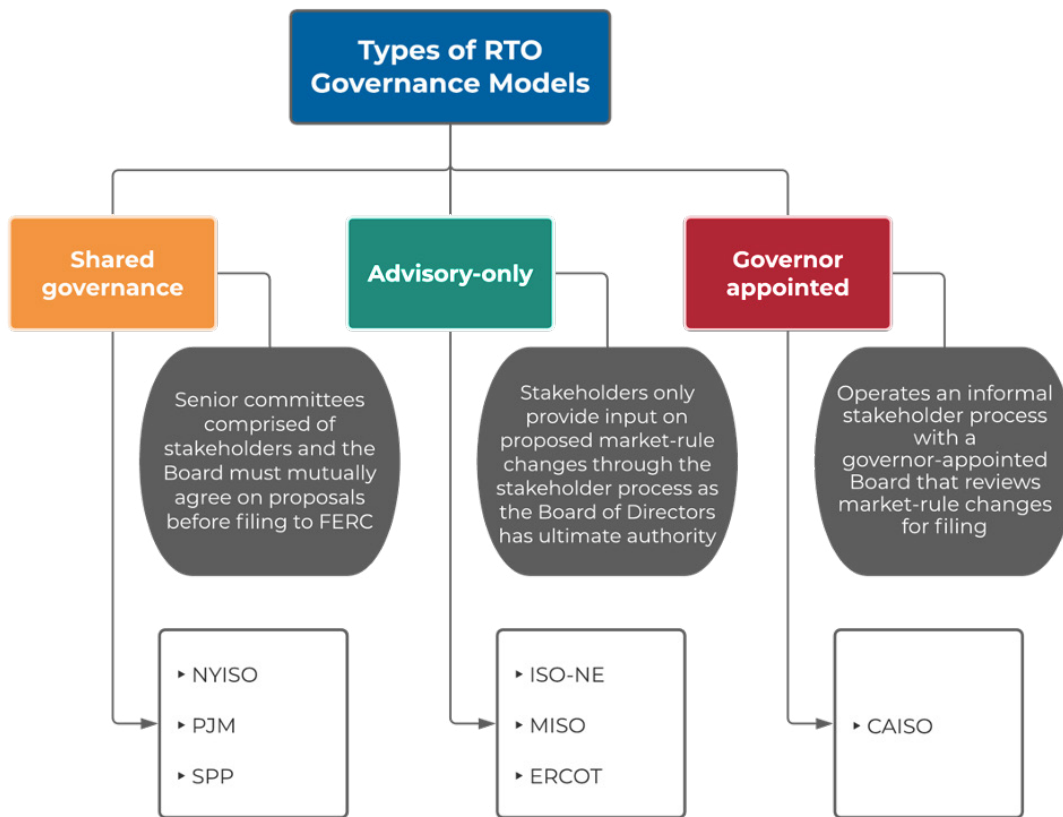 Types of RTO
Governance Models
Shared
governance
Advisory-only
Governor
appointed
Senior committees
comprised of
stakeholders and the
Board must mutually
agree on proposals
before filing to FERC
Stakeholders only
provide input on
proposed market-rule
changes through the
stakeholder process as
the Board of Directors
has ultimate authority
Operates an informal
stakeholder process
with a
governor-appointed
Board that reviews
market-rule changes
for filing
‣ NYISO
‣ PJM
‣ SPP
‣ ISO-NE
‣ MISO
‣ ERCOT
‣ CAISO